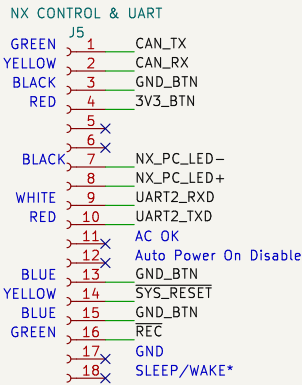 NX CONTROL & UART
J5
GREEN 1 CAN_TX
YELLOW 2 CAN_RX
BLACK 3 GND_BTN
RED 4 3V3_BTN
5
6
BLACK 7 NX_PC_LED-
8 NX_PC_LED+
WHITE 9 UART2_RXD
RED 10 UART2_TXD
11 AC OK
12 Auto Power On Disable
BLUE 13 GND_BTN
YELLOW 14 SYS_RESET
BLUE 15 GND_BTN
GREEN 16 REC
17 GND
18 SLEEP/WAKE*